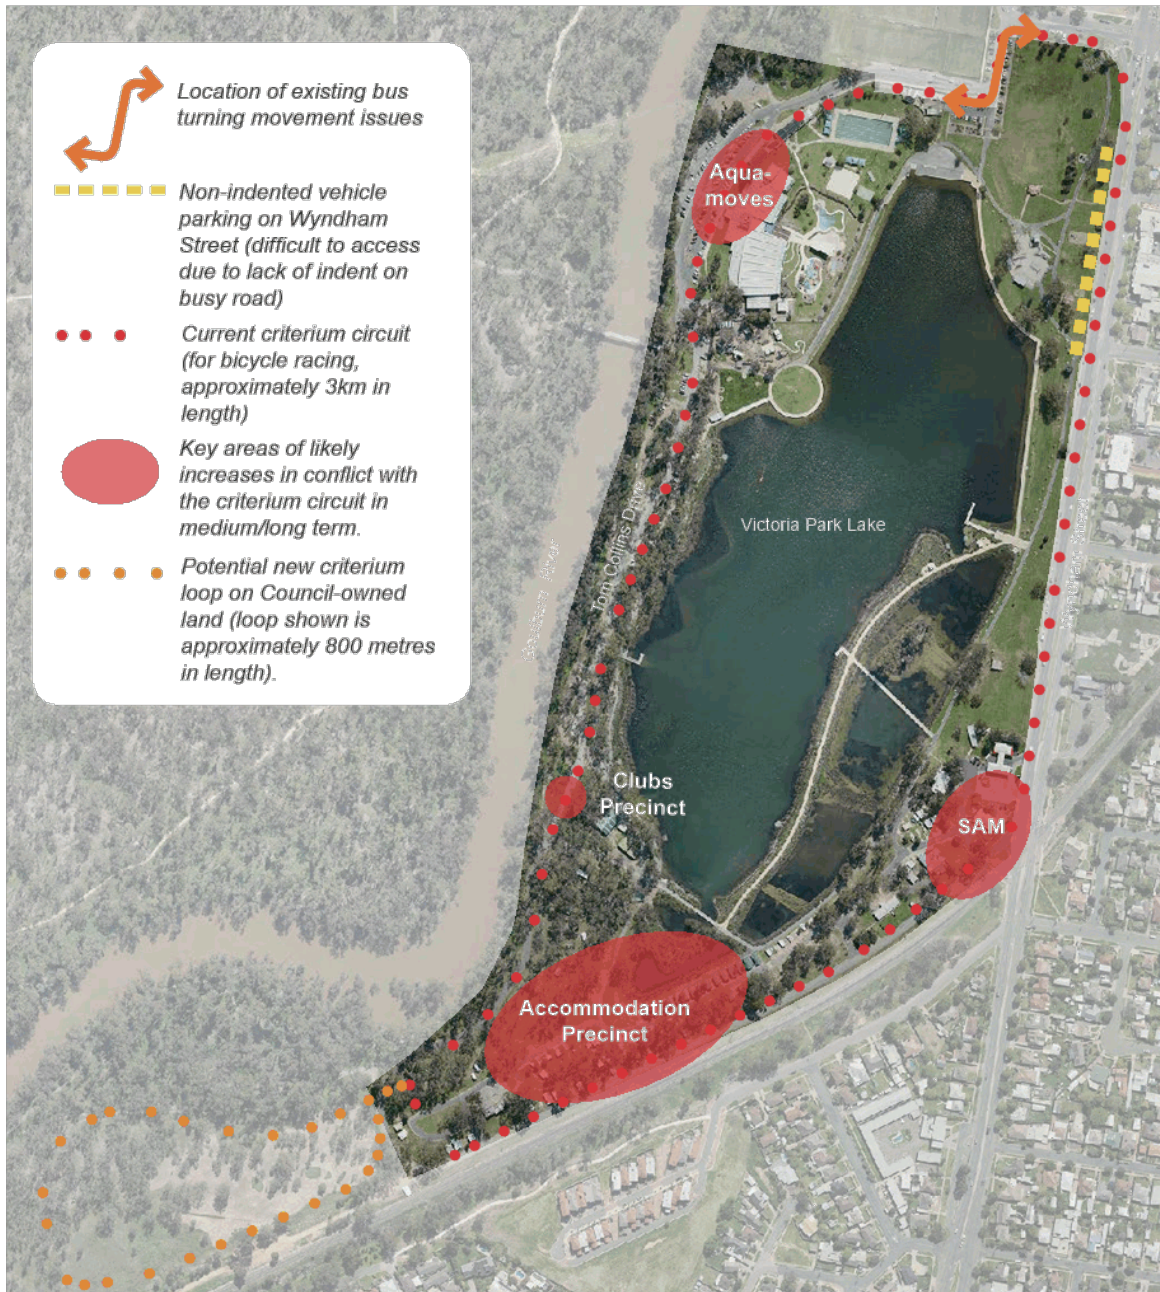 Location of existing bus
turning movement issues
Non-indented vehicle
parking on Wyndham
Street (difficult to access
due to lack of indent on
busy road)
Current criterium circuit
(for bicycle racing,
approximately 3km in
length)
Key areas of likely
increases in conflict with
the criterium circuit in
medium/long term.
Potential new criterium
loop on Council-owned
land (loop shown is
approximately 800 metres
in length).
Aqua-
moves
Victoria Park Lake
Tom Collins Drive
Clubs
Precinct
SAM
Accommodation
Precinct